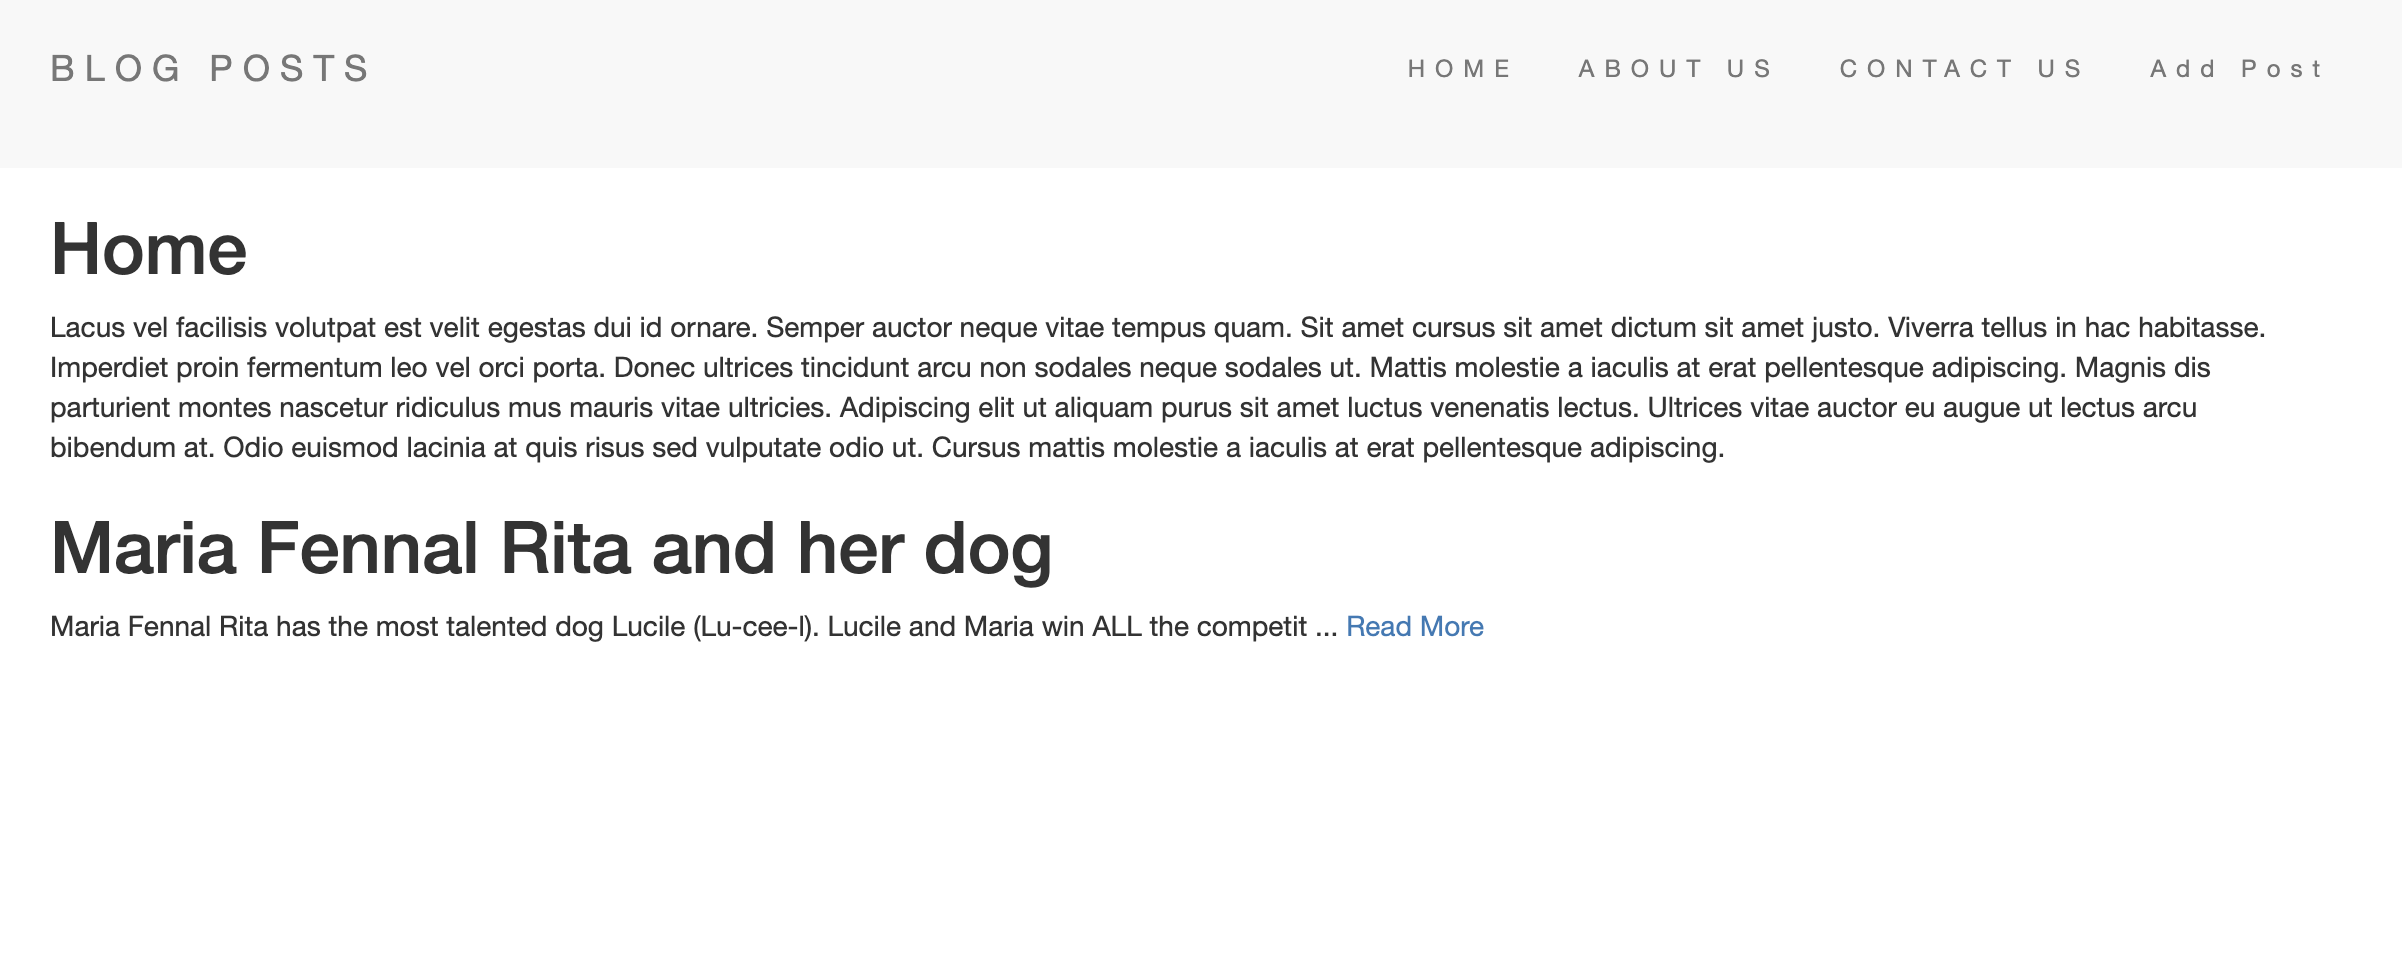 BLOG POSTS
HOME ABOUT US CONTACT US Add Post
Home
Lacus vel facilisis volutpat est velit egestas dui id ornare. Semper auctor neque vitae tempus quam. Sit amet cursus sit amet dictum sit amet justo. Viverra tellus in hac habitasse.
Imperdiet proin fermentum leo vel orci porta. Donec ultrices tincidunt arcu non sodales neque sodales ut. Mattis molestie a iaculis at erat pellentesque adipiscing. Magnis dis
parturient montes nascetur ridiculus mus mauris vitae ultricies. Adipiscing elit ut aliquam purus sit amet luctus venenatis lectus. Ultrices vitae auctor eu augue ut lectus arcu
bibendum at. Odio euismod lacinia at quis risus sed vulputate odio ut. Cursus mattis molestie a iaculis at erat pellentesque adipiscing.
Maria Fennal Rita and her dog
Maria Fennal Rita has the most talented dog Lucile (Lu-cee-l). Lucile and Maria win ALL the competit ... Read More